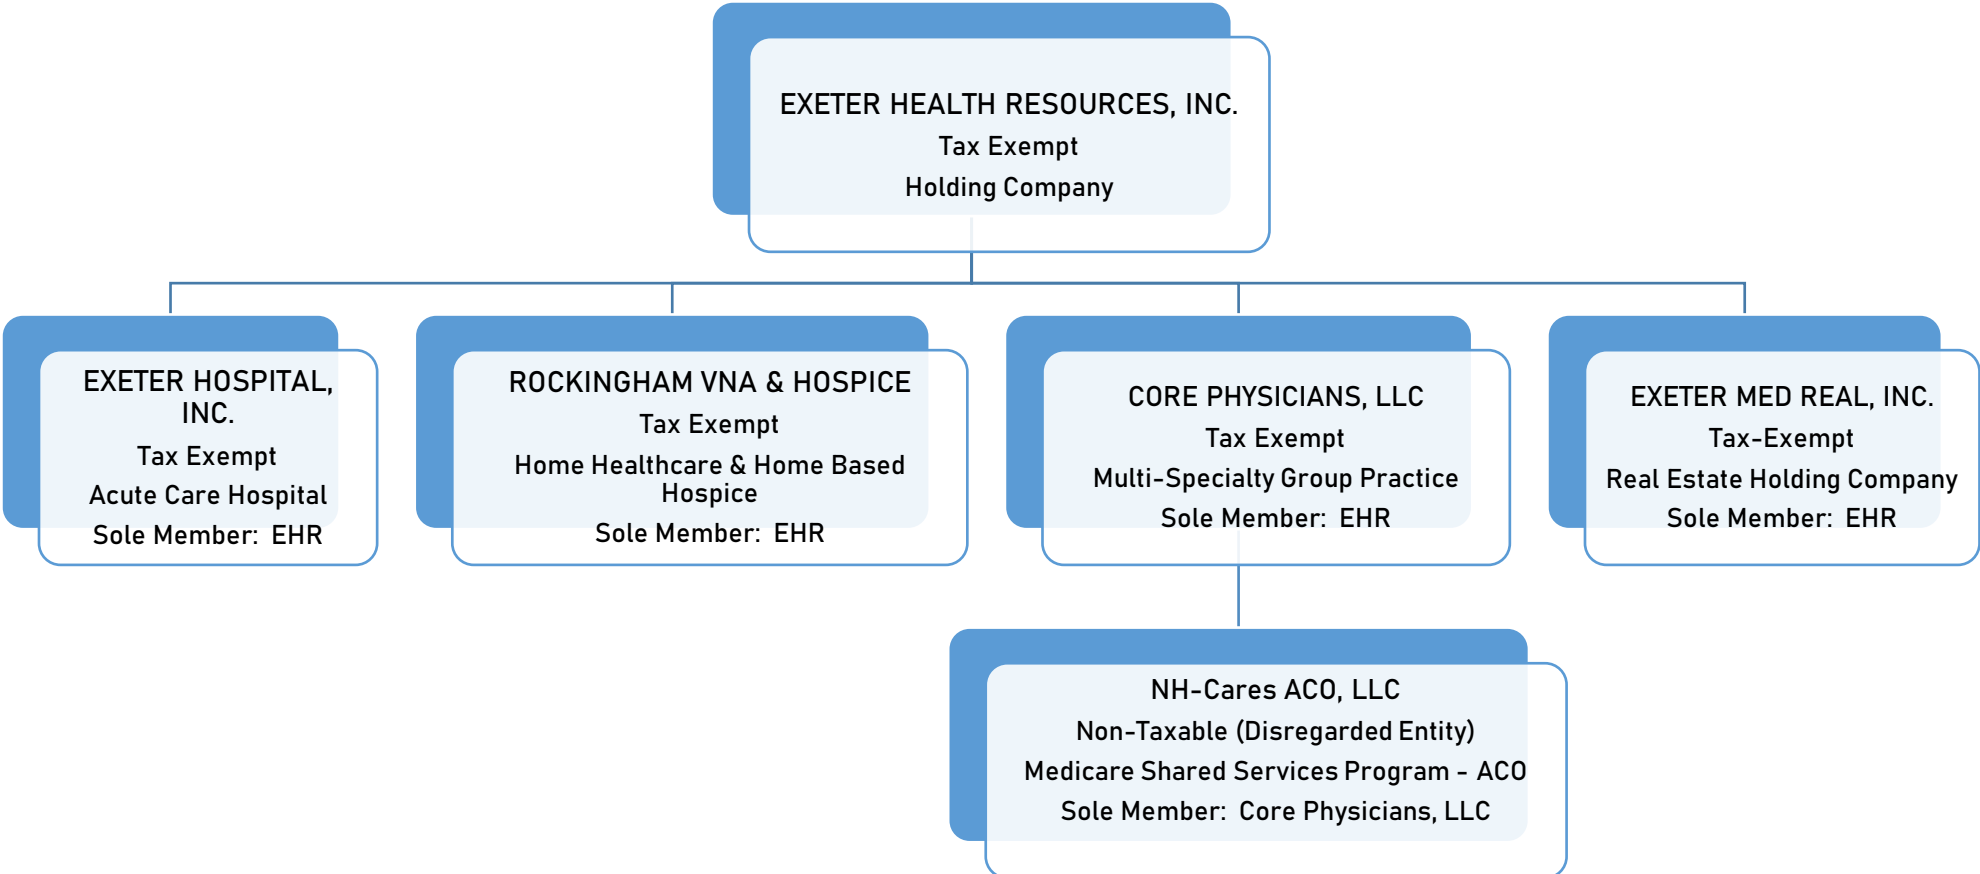 EXETER HEALTH RESOURCES, INC.
Tax Exempt
Holding Company
EXETER HOSPITAL,
INC.
Tax Exempt
Acute Care Hospital
Sole Member: EHR
ROCKINGHAM VNA & HOSPICE
Tax Exempt
Home Healthcare & Home Based
Hospice
Sole Member: EHR
CORE PHYSICIANS, LLC
Tax Exempt
Multi-Specialty Group Practice
Sole Member: EHR
EXETER MED REAL, INC.
Tax-Exempt
Real Estate Holding Company
Sole Member: EHR
NH-Cares ACO, LLC
Non-Taxable (Disregarded Entity)
Medicare Shared Services Program - ACO
Sole Member: Core Physicians, LLC